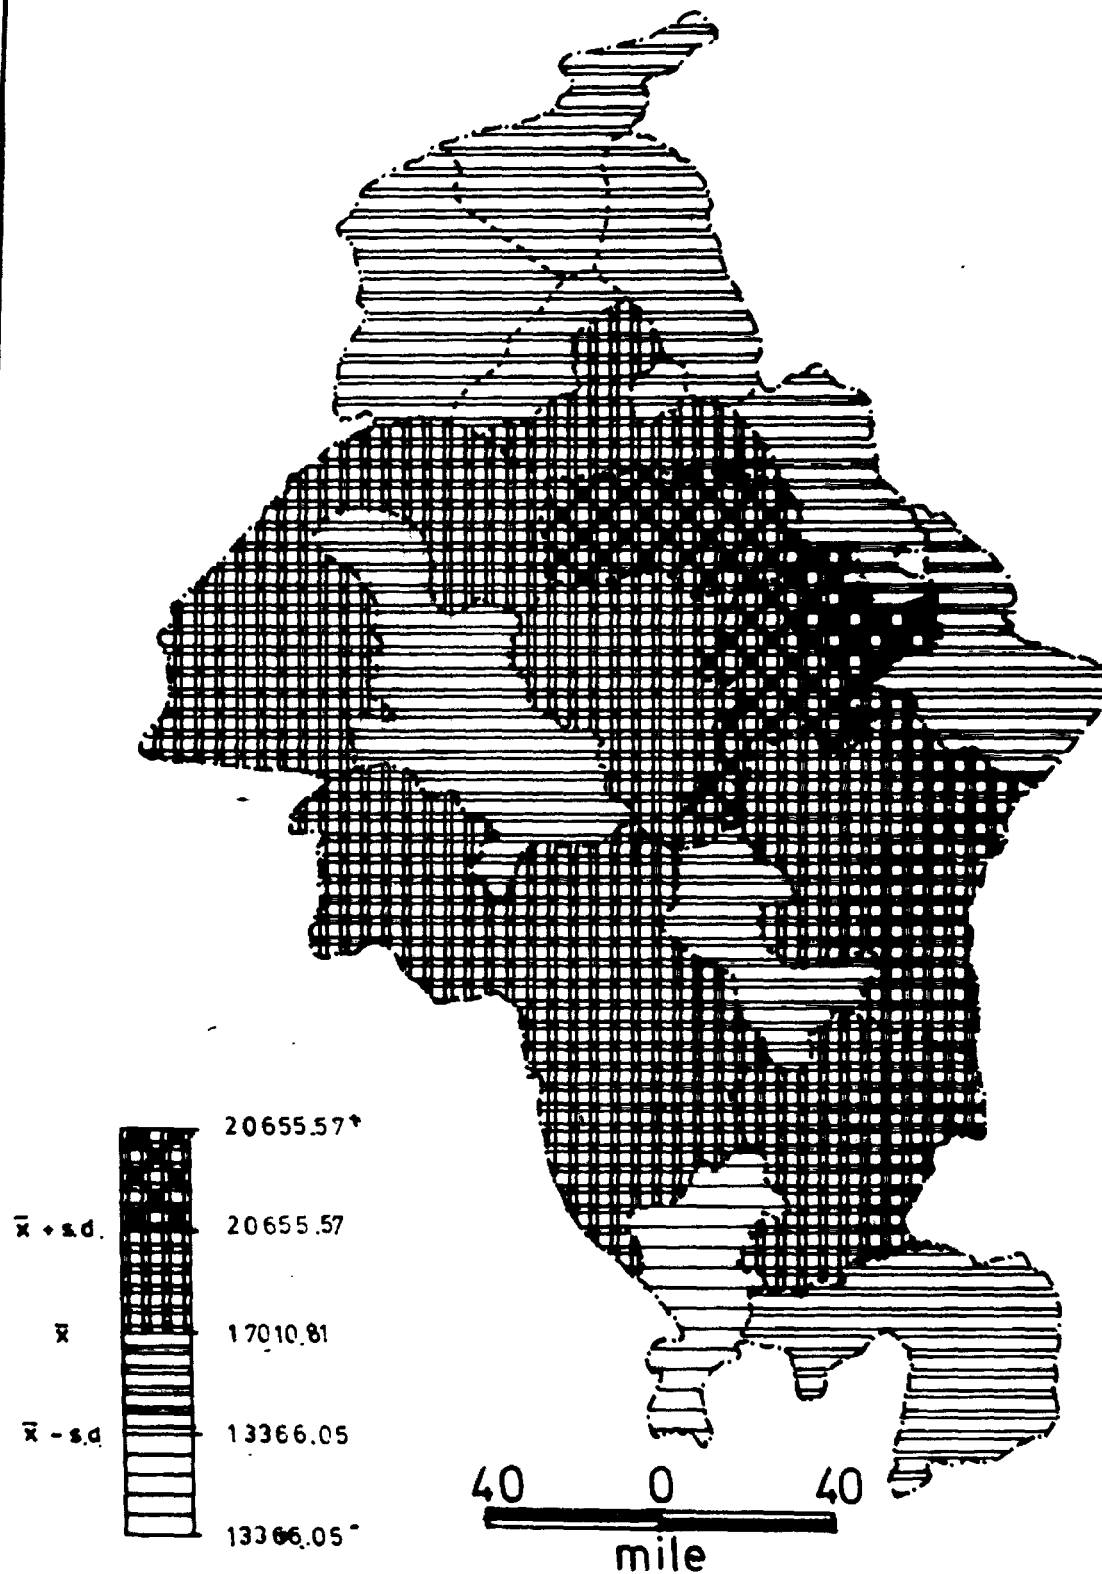 20655.57+
x̄ + s.d. 20655.57
x̄ 17010.81
x̄ - s.d. 13366.05
13366.05-
40 0 40
mile